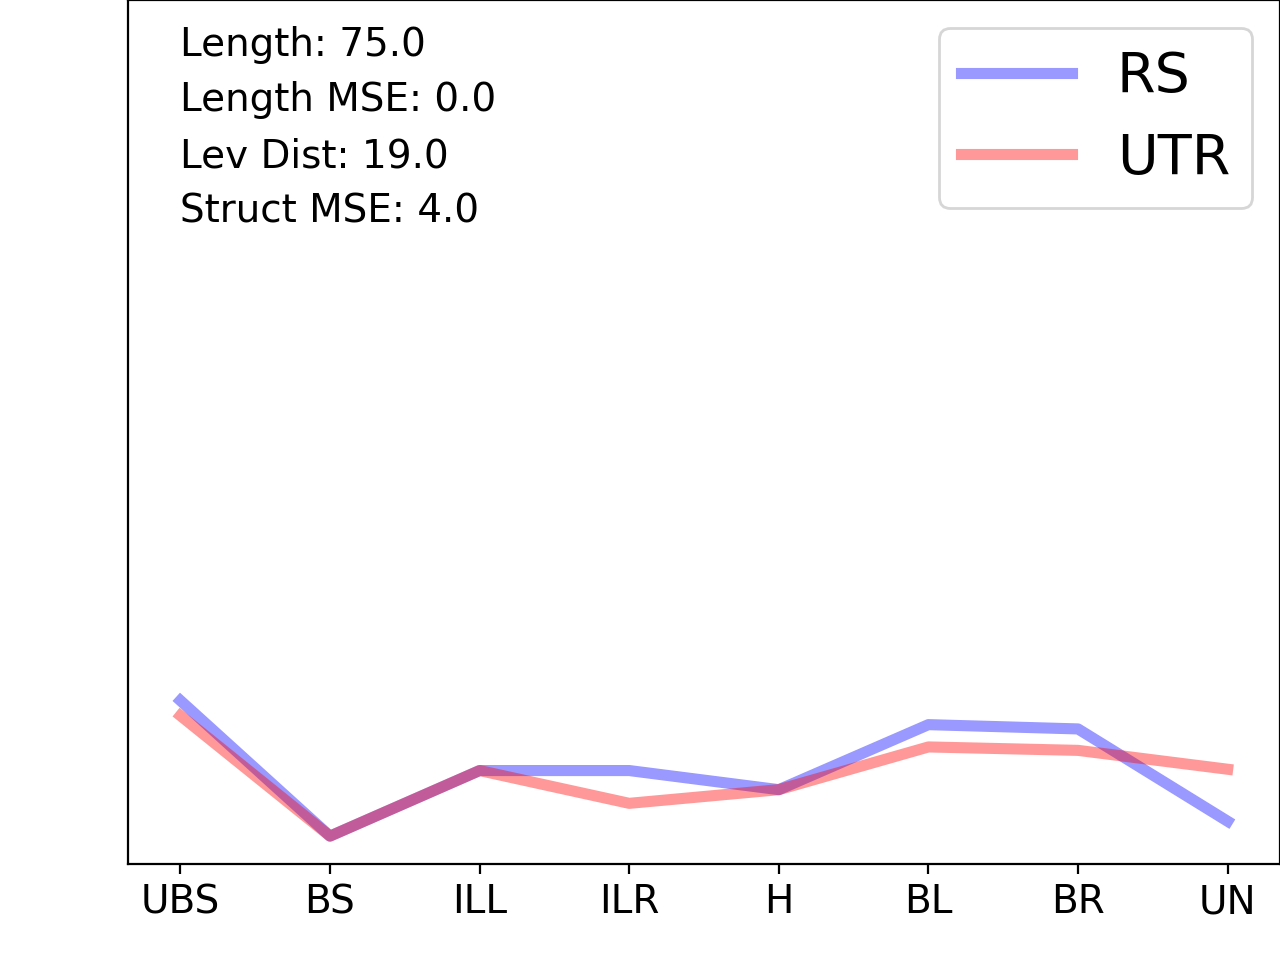 Length: 75.0
Length MSE: 0.0
Lev Dist: 19.0
Struct MSE: 4.0
RS
UTR
UBS BS ILL ILR H BL BR UN